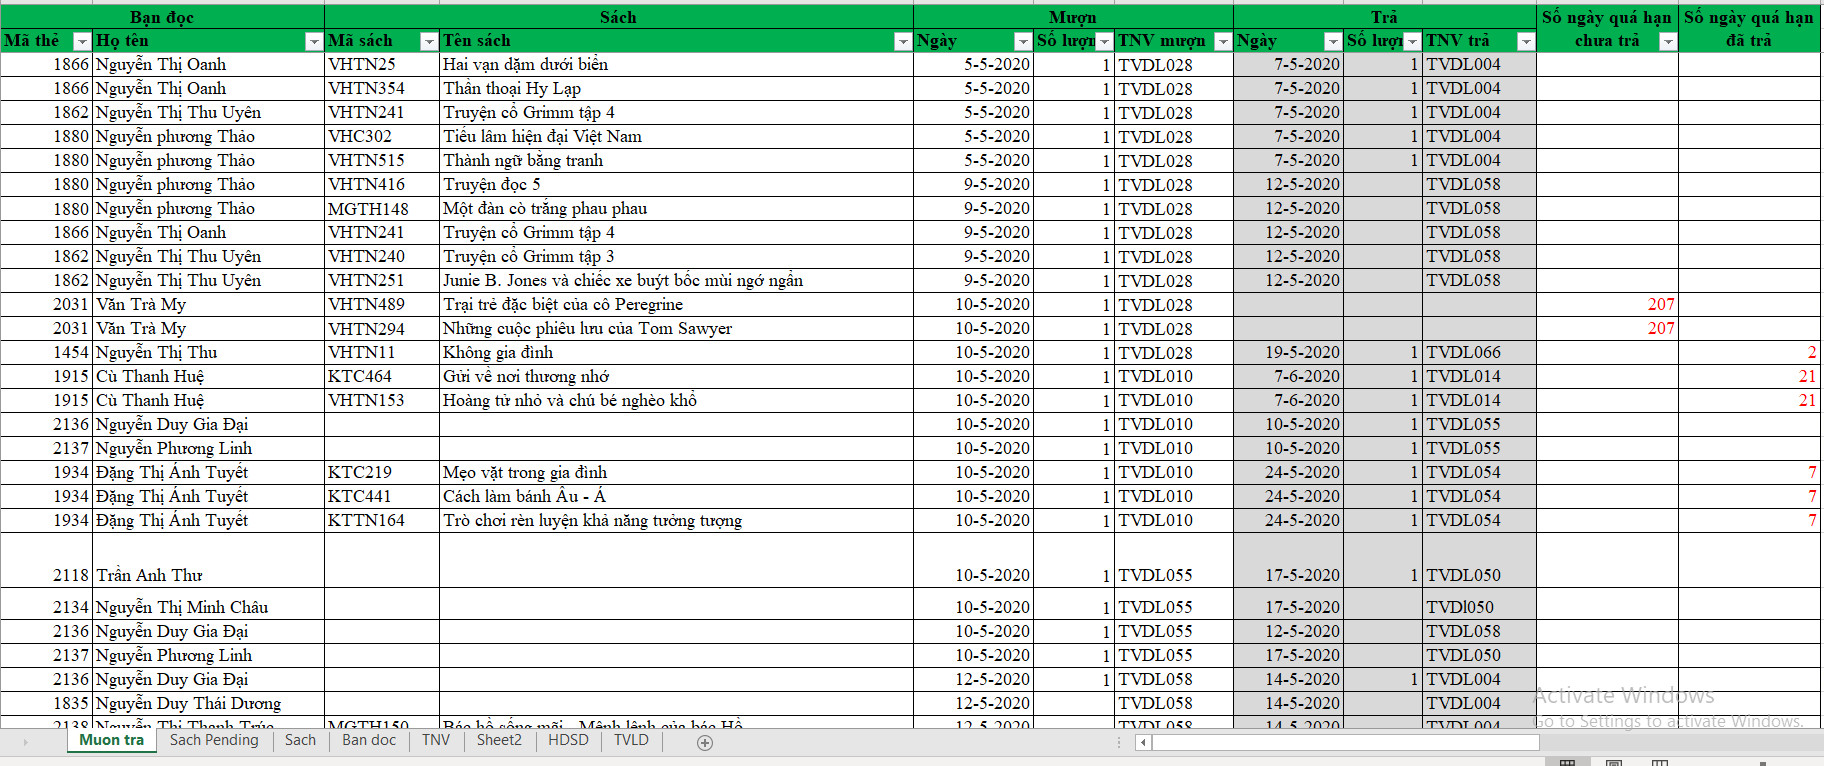 Bạn đọc Sách Mượn Trả Số ngày quá hạn chưa trả Số ngày quá hạn đã trả
Mã thẻ Họ tên Mã sách Tên sách Ngày Số lượn TNV mượn Ngày Số lượn TNV trả
1866 Nguyễn Thị Oanh VHTN25 Hai vạn dặm dưới biển 5-5-2020 1 TVDL028 7-5-2020 1 TVDL004
1866 Nguyễn Thị Oanh VHTN354 Thần thoại Hy Lạp 5-5-2020 1 TVDL028 7-5-2020 1 TVDL004
1862 Nguyễn Thị Thu Uyên VHTN241 Truyện cổ Grimm tập 4 5-5-2020 1 TVDL028 7-5-2020 1 TVDL004
1880 Nguyễn phương Thảo VHC302 Tiếu lâm hiện đại Việt Nam 5-5-2020 1 TVDL028 7-5-2020 1 TVDL004
1880 Nguyễn phương Thảo VHTN515 Thành ngữ bằng tranh 5-5-2020 1 TVDL028 7-5-2020 1 TVDL004
1880 Nguyễn phương Thảo VHTN416 Truyện đọc 5 9-5-2020 1 TVDL028 12-5-2020 TVDL058
1880 Nguyễn phương Thảo MGTH148 Một đàn cò trắng phau phau 9-5-2020 1 TVDL028 12-5-2020 TVDL058
1866 Nguyễn Thị Oanh VHTN241 Truyện cổ Grimm tập 4 9-5-2020 1 TVDL028 12-5-2020 TVDL058
1862 Nguyễn Thị Thu Uyên VHTN240 Truyện cổ Grimm tập 3 9-5-2020 1 TVDL028 12-5-2020 TVDL058
1862 Nguyễn Thị Thu Uyên VHTN251 Junie B. Jones và chiếc xe buýt bốc mùi ngớ ngẩn 9-5-2020 1 TVDL028 12-5-2020 TVDL058
2031 Văn Trà My VHTN489 Trại trẻ đặc biệt của cô Peregrine 10-5-2020 1 TVDL028 207
2031 Văn Trà My VHTN294 Những cuộc phiêu lưu của Tom Sawyer 10-5-2020 1 TVDL028 207
1454 Nguyễn Thị Thu VHTN11 Không gia đình 10-5-2020 1 TVDL028 19-5-2020 1 TVDL066 2
1915 Cù Thanh Huệ KTC464 Gửi về nơi thương nhớ 10-5-2020 1 TVDL010 7-6-2020 1 TVDL014 21
1915 Cù Thanh Huệ VHTN153 Hoàng tử nhỏ và chú bé nghèo khổ 10-5-2020 1 TVDL010 7-6-2020 1 TVDL014 21
2136 Nguyễn Duy Gia Đại 10-5-2020 1 TVDL010 10-5-2020 TVDL055
2137 Nguyễn Phương Linh 10-5-2020 1 TVDL010 10-5-2020 TVDL055
1934 Đặng Thị Ánh Tuyết KTC219 Mẹo vặt trong gia đình 10-5-2020 1 TVDL010 24-5-2020 1 TVDL054 7
1934 Đặng Thị Ánh Tuyết KTC441 Cách làm bánh Âu - Á 10-5-2020 1 TVDL010 24-5-2020 1 TVDL054 7
1934 Đặng Thị Ánh Tuyết KTTN164 Trò chơi rèn luyện khả năng tưởng tượng 10-5-2020 1 TVDL010 24-5-2020 1 TVDL054 7
2118 Trần Anh Thư 10-5-2020 1 TVDL055 17-5-2020 1 TVDL050
2134 Nguyễn Thị Minh Châu 10-5-2020 1 TVDL055 17-5-2020 TVDl050
2136 Nguyễn Duy Gia Đại 10-5-2020 1 TVDL055 12-5-2020 TVDL058
2137 Nguyễn Phương Linh 10-5-2020 1 TVDL055 17-5-2020 TVDL050
2136 Nguyễn Duy Gia Đại 12-5-2020 1 TVDL058 14-5-2020 1 TVDL004
1835 Nguyễn Duy Thái Dương 12-5-2020 TVDL058 14-5-2020 TVDL004
2138 Nguyễn Thị Thanh Trúc MGTH150 Bác hồ sống mãi - Mệnh lệnh của bác Hồ 12-5-2020 TVDL058 14-5-2020 TVDL004
Activate Windows
Go to Settings to activate Windows.
Muon tra Sach Pending Sach Ban doc TNV Sheet2 HDSD TVLD